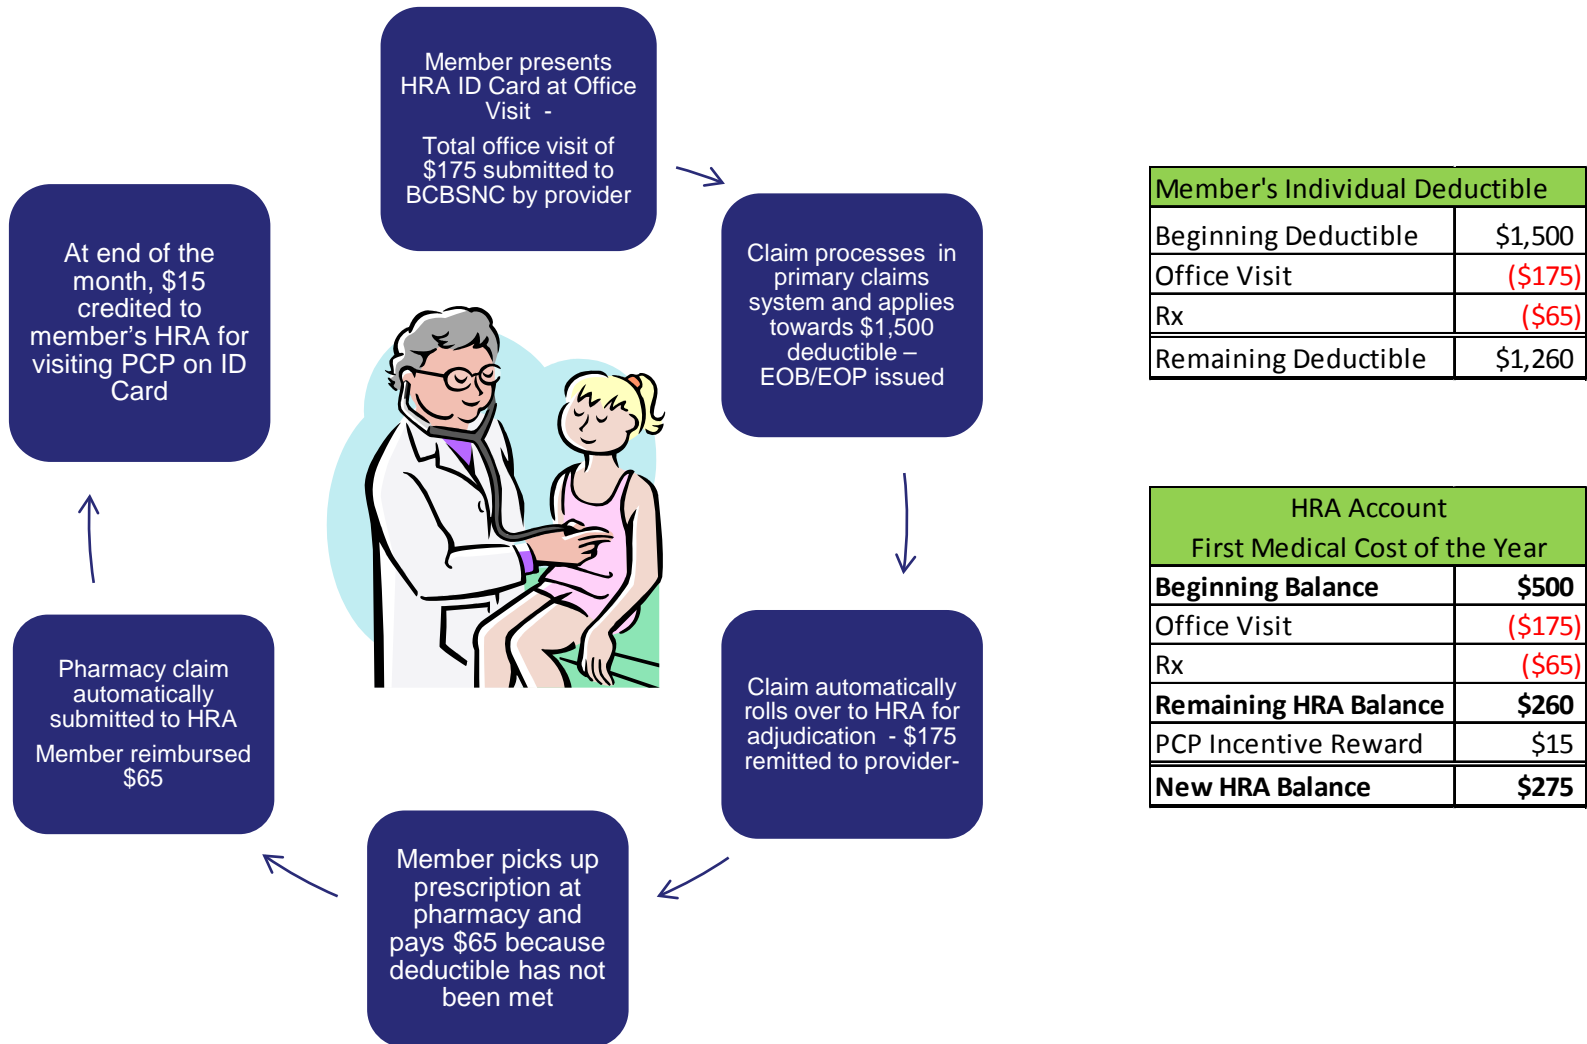 Member presents
HRA ID Card at Office
Visit -
Total office visit of
$175 submitted to
BCBSNC by provider
Claim processes in
primary claims
system and applies
towards $1,500
deductible –
EOB/EOP issued
Claim automatically
rolls over to HRA for
adjudication - $175
remitted to provider-
Member picks up
prescription at
pharmacy and
pays $65 because
deductible has not
been met
Pharmacy claim
automatically
submitted to HRA
Member reimbursed
$65
At end of the
month, $15
credited to
member’s HRA for
visiting PCP on ID
Card
Member's Individual Deductible
Beginning Deductible $1,500
Office Visit ($175)
Rx ($65)
Remaining Deductible $1,260
HRA Account
First Medical Cost of the Year
Beginning Balance $500
Office Visit ($175)
Rx ($65)
Remaining HRA Balance $260
PCP Incentive Reward $15
New HRA Balance $275